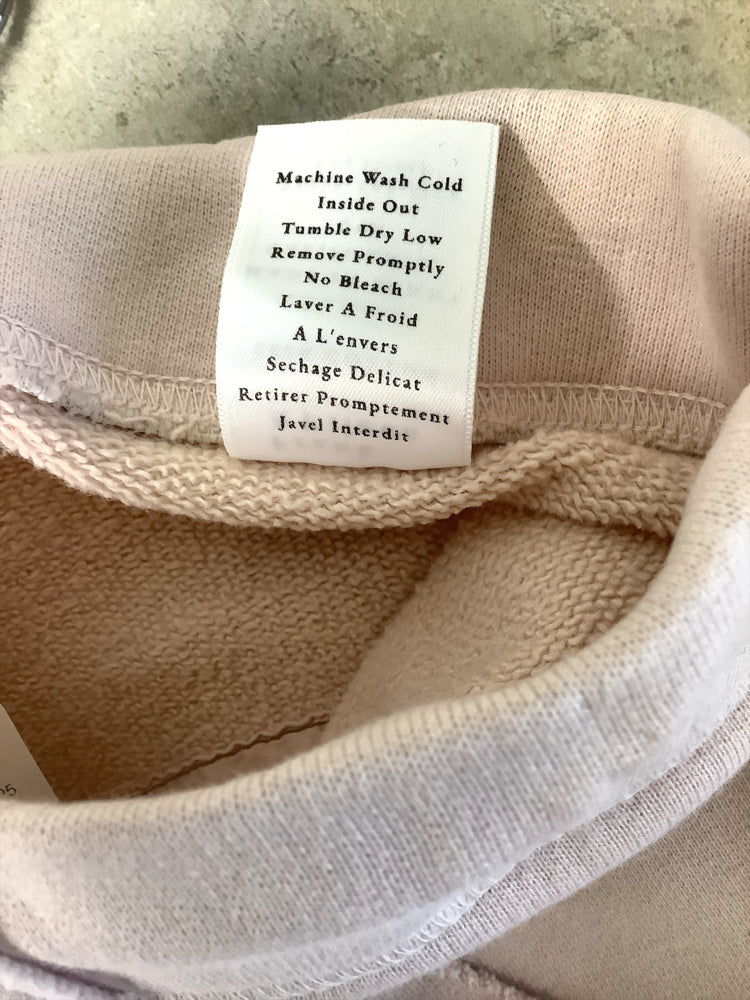 Machine Wash Cold
Inside Out
Tumble Dry Low
Remove Promptly
No Bleach
Laver A Froid
A L'envers
Sechage Delicat
Retirer Promptement
Javel Interdit